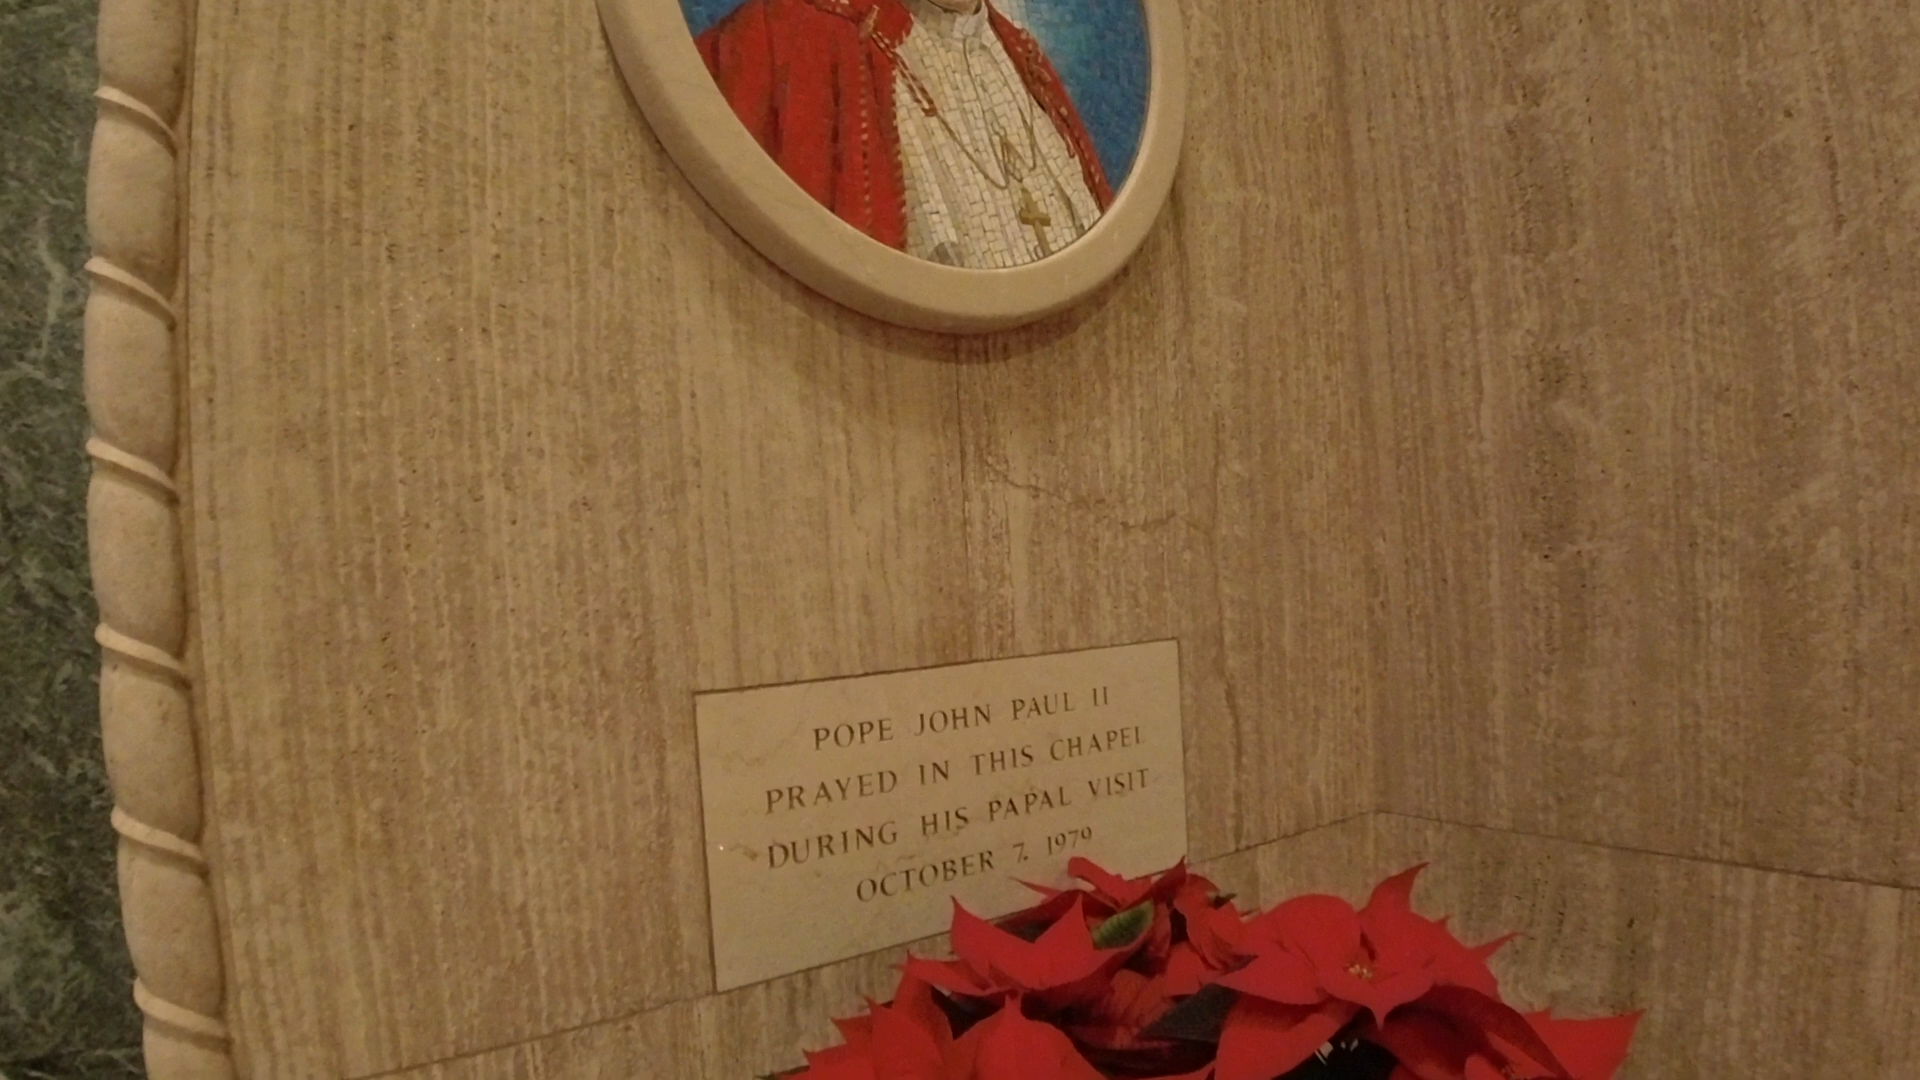 POPE JOHN PAUL II
PRAYED IN THIS CHAPEL
DURING HIS PAPAL VISIT
OCTOBER 7, 1979